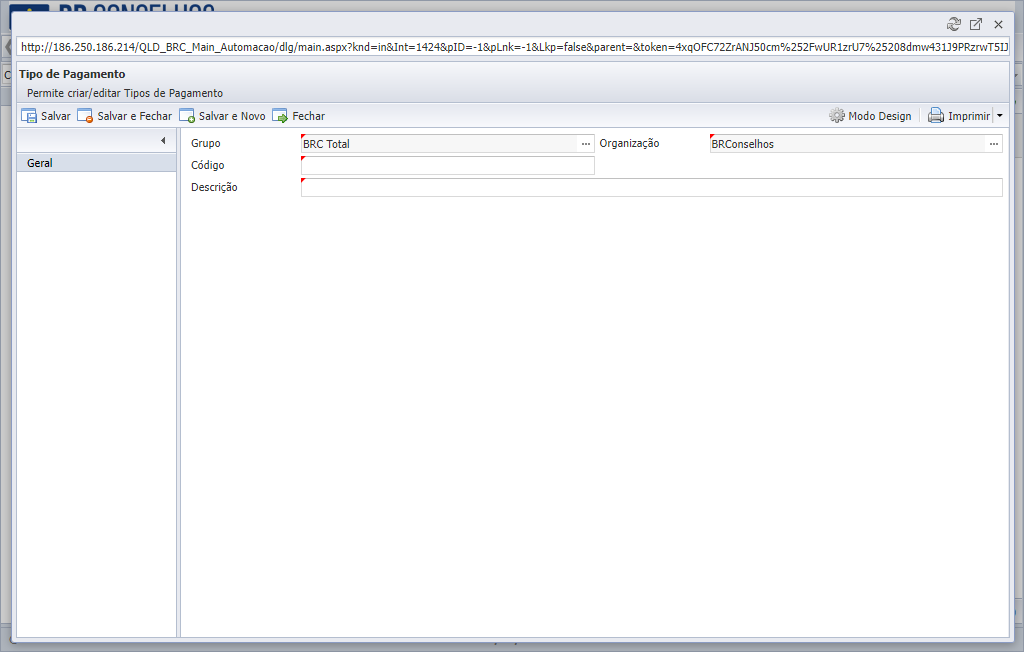 BR CONSELHOS
http://186.250.186.214/QLD_BRC_Main_Automacao/dlg/main.aspx?knd=in&Int=1424&pID=-1&pLnk=-1&Lkp=false&parent=&token=4xqOFC72ZrANJ50cm%252FwUR1zrU7%25208dmw431J9PRzrwT5IJ
Tipo de Pagamento
Permite criar/editar Tipos de Pagamento
Salvar Salvar e Fechar Salvar e Novo Fechar Modo Design Imprimir
Geral
Grupo BRC Total ... Organização BRConselhos ...
Código
Descrição